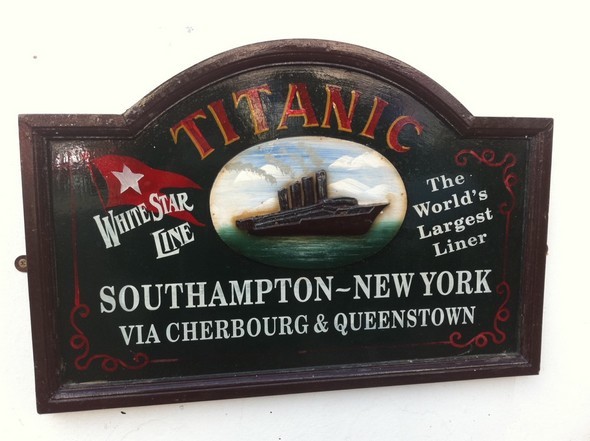 TITANIC
WHITE STAR
LINE
The
World's
Largest
Liner
SOUTHAMPTON~NEW YORK
VIA CHERBOURG & QUEENSTOWN